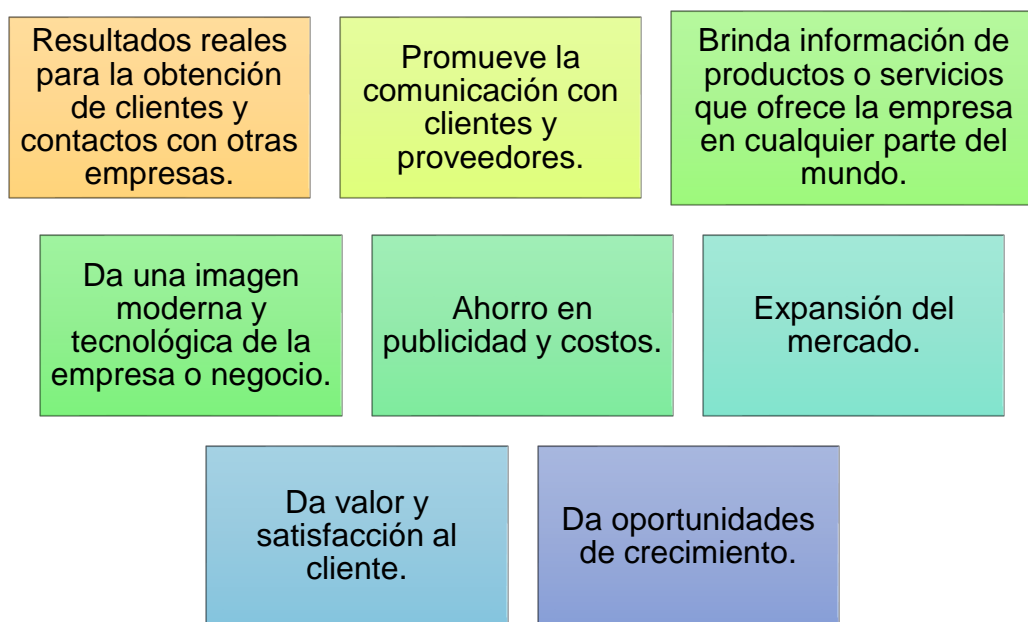 Resultados reales
para la obtención
de clientes y
contactos con otras
empresas.
Promueve la
comunicación con
clientes y
proveedores.
Brinda información de
productos o servicios
que ofrece la empresa
en cualquier parte del
mundo.
Da una imagen
moderna y
tecnológica de la
empresa o negocio.
Ahorro en
publicidad y costos.
Expansión del
mercado.
Da valor y
satisfacción al
cliente.
Da oportunidades
de crecimiento.